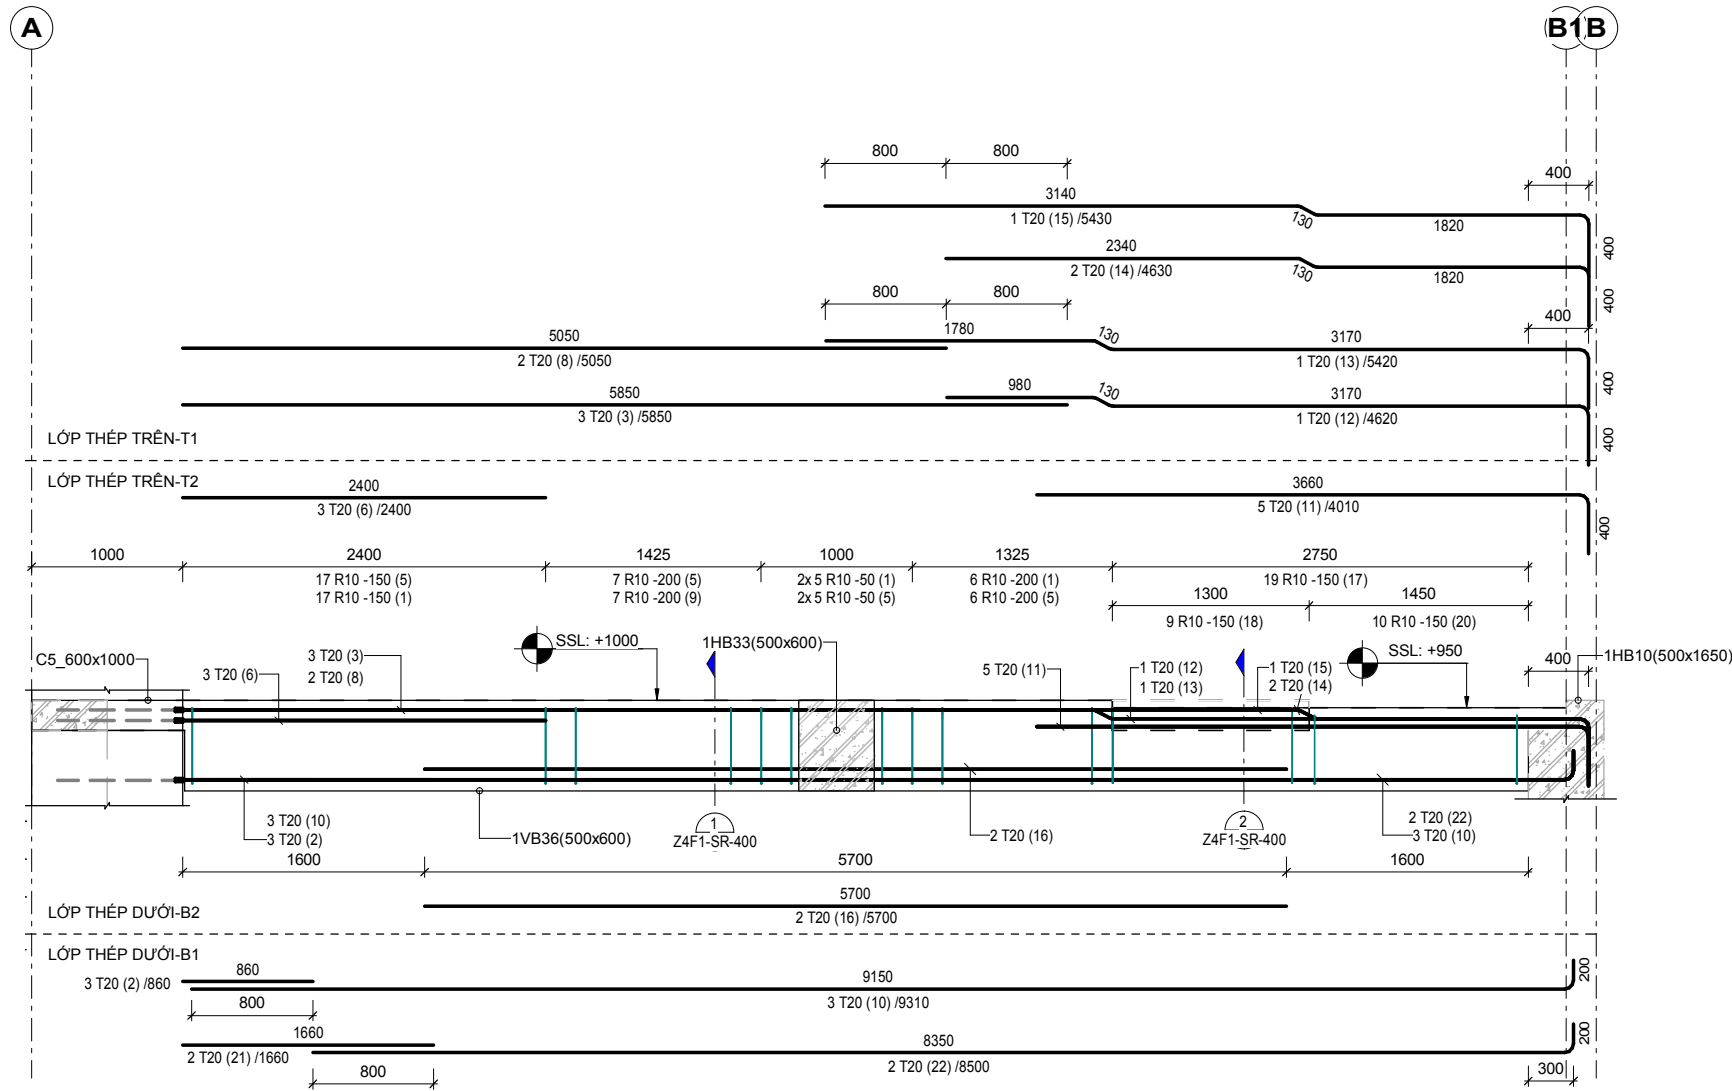 A
B1
B
800
800
400
3140
1 T20 (15) /5430
130
1820
400
2340
2 T20 (14) /4630
130
1820
400
800
800
400
5050
2 T20 (8) /5050
1780
130
3170
1 T20 (13) /5420
400
5850
3 T20 (3) /5850
980
130
3170
1 T20 (12) /4620
400
LỚP THÉP TRÊN-T1
LỚP THÉP TRÊN-T2
2400
3 T20 (6) /2400
3660
5 T20 (11) /4010
400
1000
2400
1425
1000
1325
2750
17 R10 -150 (5)
7 R10 -200 (5)
2x 5 R10 -50 (1)
6 R10 -200 (1)
19 R10 -150 (17)
17 R10 -150 (1)
7 R10 -200 (9)
2x 5 R10 -50 (5)
6 R10 -200 (5)
1300
1450
9 R10 -150 (18)
10 R10 -150 (20)
C5_600x1000
3 T20 (6)
3 T20 (3)
2 T20 (8)
SSL: +1000
1HB33(500x600)
5 T20 (11)
1 T20 (12)
1 T20 (13)
1 T20 (15)
2 T20 (14)
SSL: +950
400
1HB10(500x1650)
3 T20 (10)
3 T20 (2)
1VB36(500x600)
1
Z4F1-SR-400
2 T20 (16)
2
Z4F1-SR-400
2 T20 (22)
3 T20 (10)
1600
5700
1600
5700
2 T20 (16) /5700
LỚP THÉP DƯỚI-B2
LỚP THÉP DƯỚI-B1
860
3 T20 (2) /860
9150
3 T20 (10) /9310
200
800
1660
2 T20 (21) /1660
8350
2 T20 (22) /8500
200
800
300